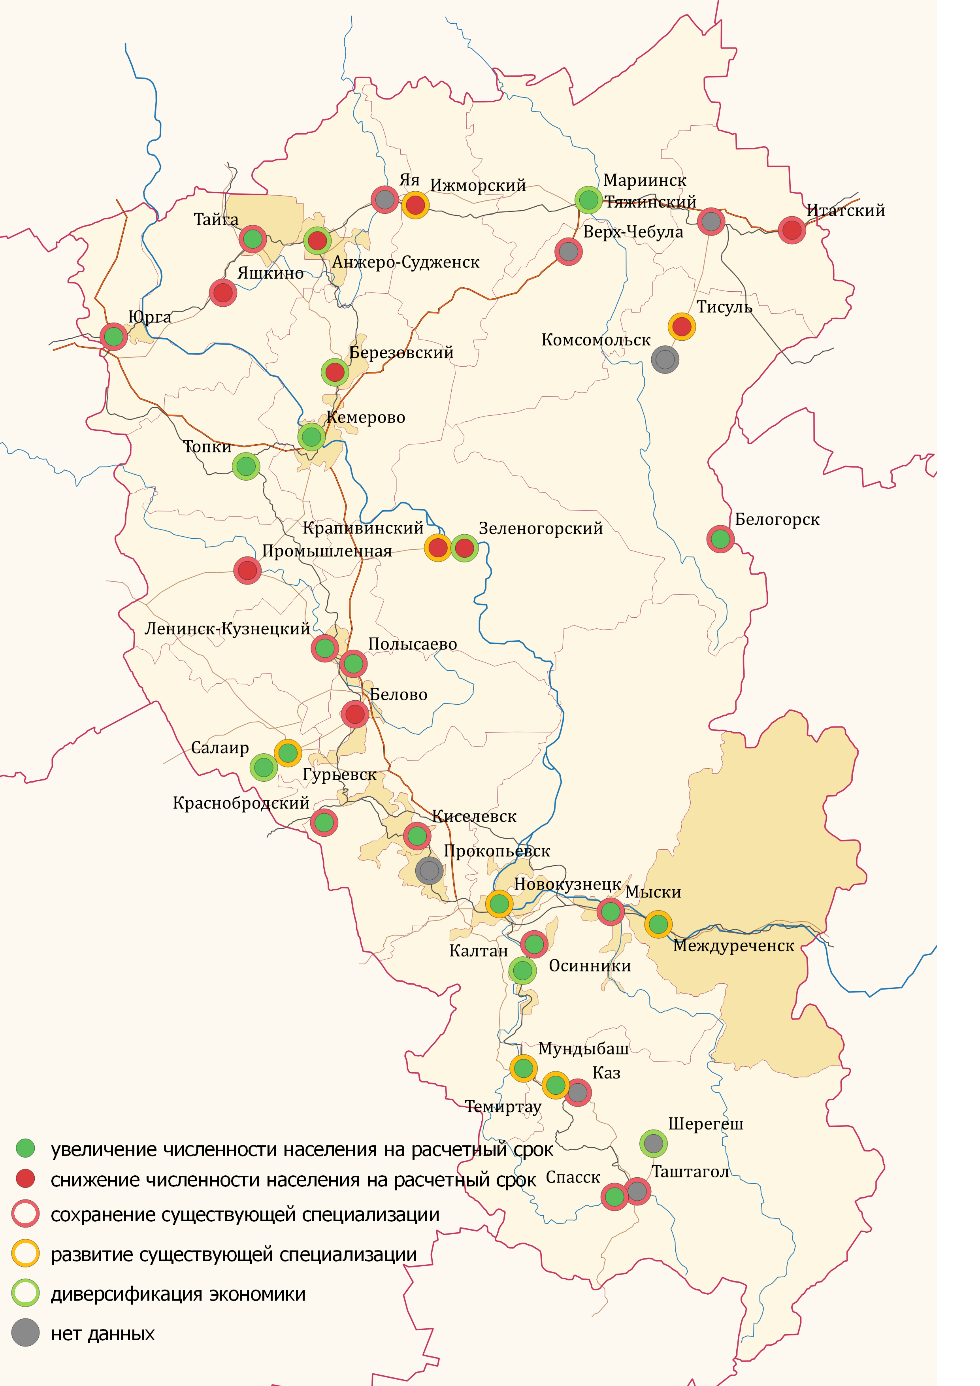 Яя
Ижморский
Мариинск
Тяжинский
Итатский
Тайга
Верх-Чебула
Анжеро-Судженск
Яшкино
Тисуль
Юрга
Комсомольск
Березовский
Кемерово
Топки
Белогорск
Крапивинский
Зеленогорский
Промышленная
Ленинск-Кузнецкий
Полысаево
Белово
Салаир
Гурьевск
Краснобродский
Киселевск
Прокопьевск
Новокузнецк
Мыски
Междуреченск
Калтан
Осинники
Мундыбаш
Каз
Темиртау
Шерегеш
Спасск
Таштагол
увеличение численности населения на расчетный срок
снижение численности населения на расчетный срок
сохранение существующей специализации
развитие существующей специализации
диверсификация экономики
нет данных